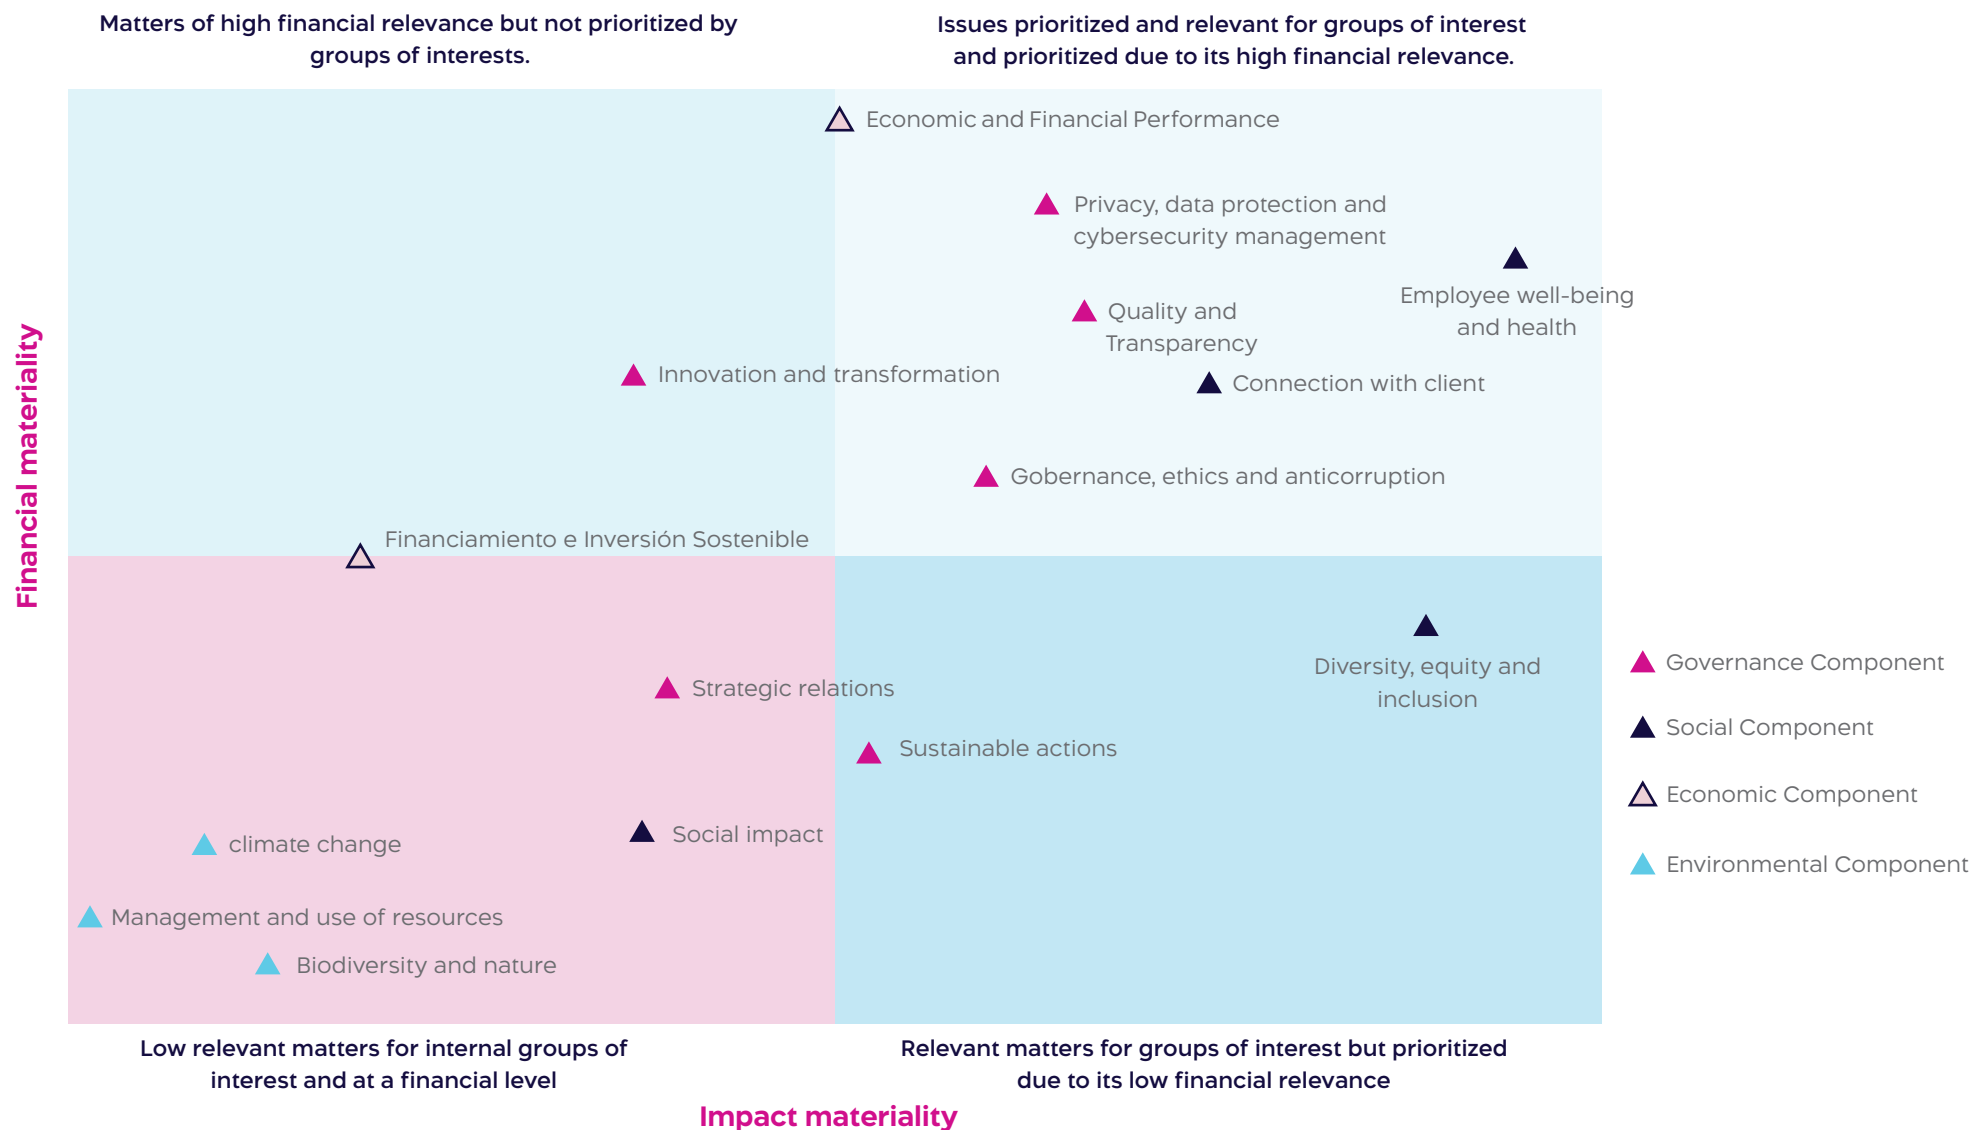 Matters of high financial relevance but not prioritized by
groups of interests.
Issues prioritized and relevant for groups of interest
and prioritized due to its high financial relevance.
Economic and Financial Performance
Privacy, data protection and
cybersecurity management
Employee well-being
and health
Quality and
Transparency
Innovation and transformation
Connection with client
Gobernance, ethics and anticorruption
Financiamiento e Inversión Sostenible
Financial materiality
Diversity, equity and
inclusion
Strategic relations
Sustainable actions
Social impact
climate change
Management and use of resources
Biodiversity and nature
Governance Component
Social Component
Economic Component
Environmental Component
Low relevant matters for internal groups of
interest and at a financial level
Relevant matters for groups of interest but prioritized
due to its low financial relevance
Impact materiality